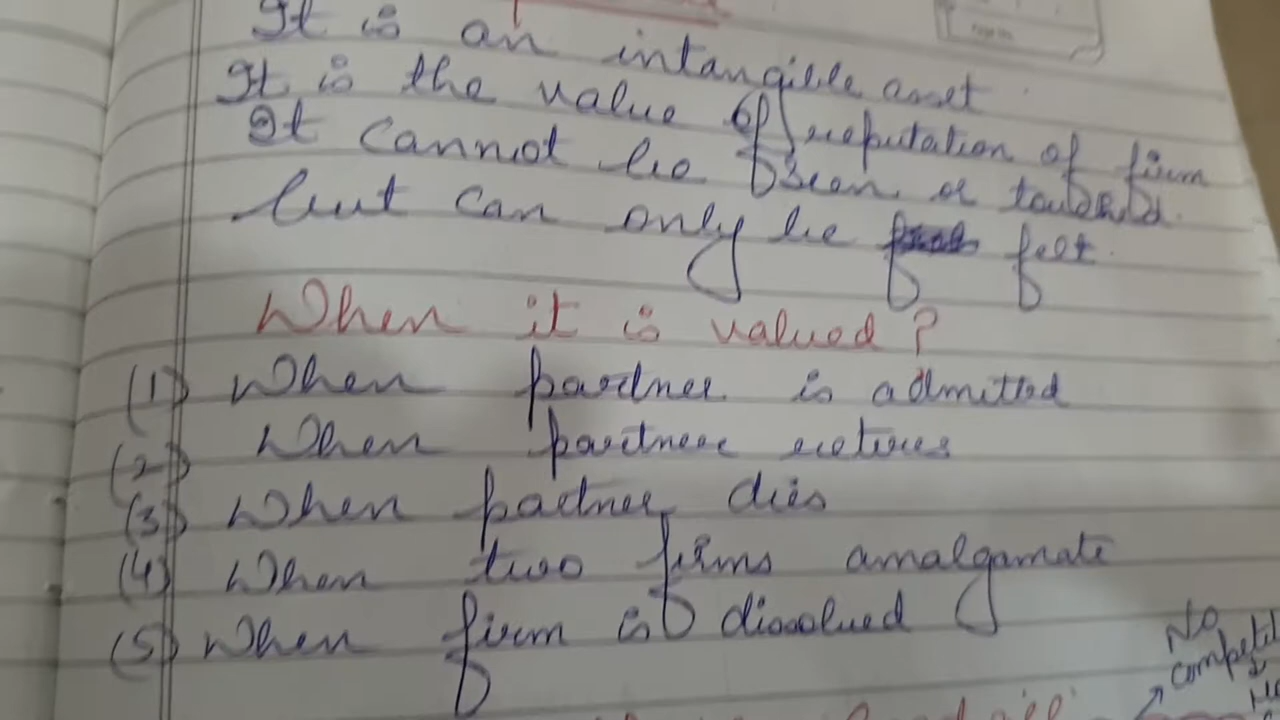 It is an intangible asset.
It is the value of reputation of firm
It cannot be seen or touched.
but can only be felt.
When it is valued?
(1) When partner is admitted
(2) When partner retires
(3) When partner dies
(4) When two firms amalgamate
(5) When firm is dissolved
No